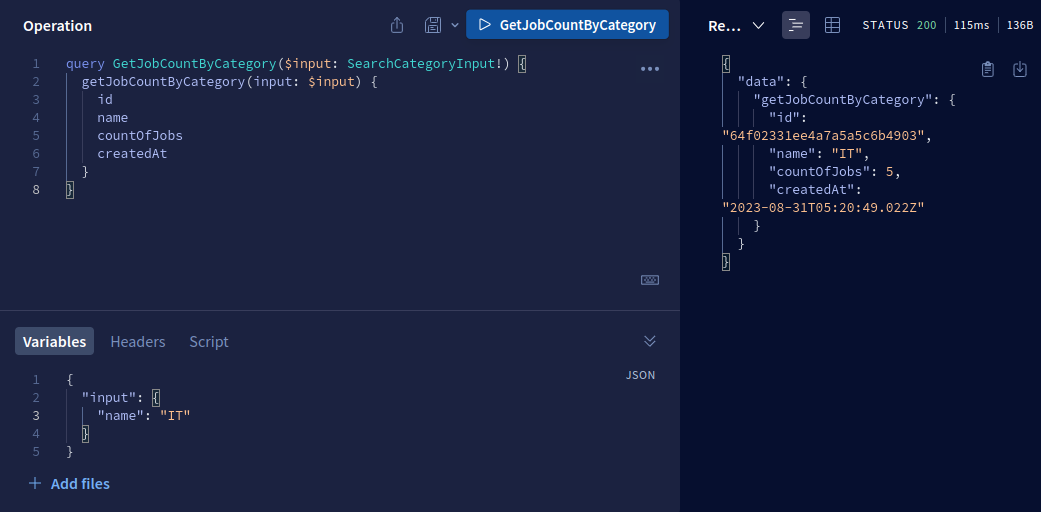 Operation
GetJobCountByCategory
1 query GetJobCountByCategory($input: SearchCategoryInput!) {
2 getJobCountByCategory(input: $input) {
3 id
4 name
5 countOfJobs
6 createdAt
7 }
8 }
Variables Headers Script
JSON
1 {
2 "input": {
3 "name": "IT"
4 }
5 }
+ Add files
Re... STATUS 200 115ms 136B
{
"data": {
"getJobCountByCategory": {
"id":
"64f02331ee4a7a5a5c6b4903",
"name": "IT",
"countOfJobs": 5,
"createdAt":
"2023-08-31T05:20:49.022Z"
}
}
}